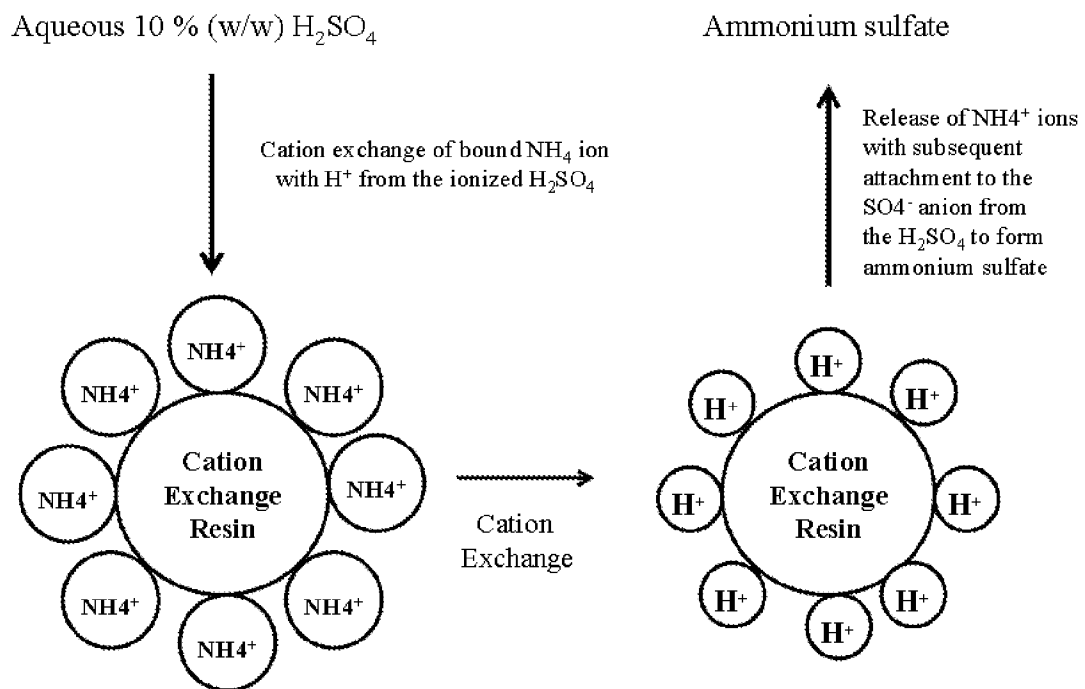 Aqueous 10 % (w/w) H₂SO₄
Ammonium sulfate
Cation exchange of bound NH₄ ion
with H⁺ from the ionized H₂SO₄
Release of NH4⁺ ions
with subsequent
attachment to the
SO4⁻ anion from
the H₂SO₄ to form
ammonium sulfate
NH4⁺
NH4⁺
NH4⁺
NH4⁺
NH4⁺
NH4⁺
NH4⁺
NH4⁺
Cation
Exchange
Resin
Cation
Exchange
H⁺
H⁺
H⁺
H⁺
H⁺
H⁺
H⁺
H⁺
Cation
Exchange
Resin